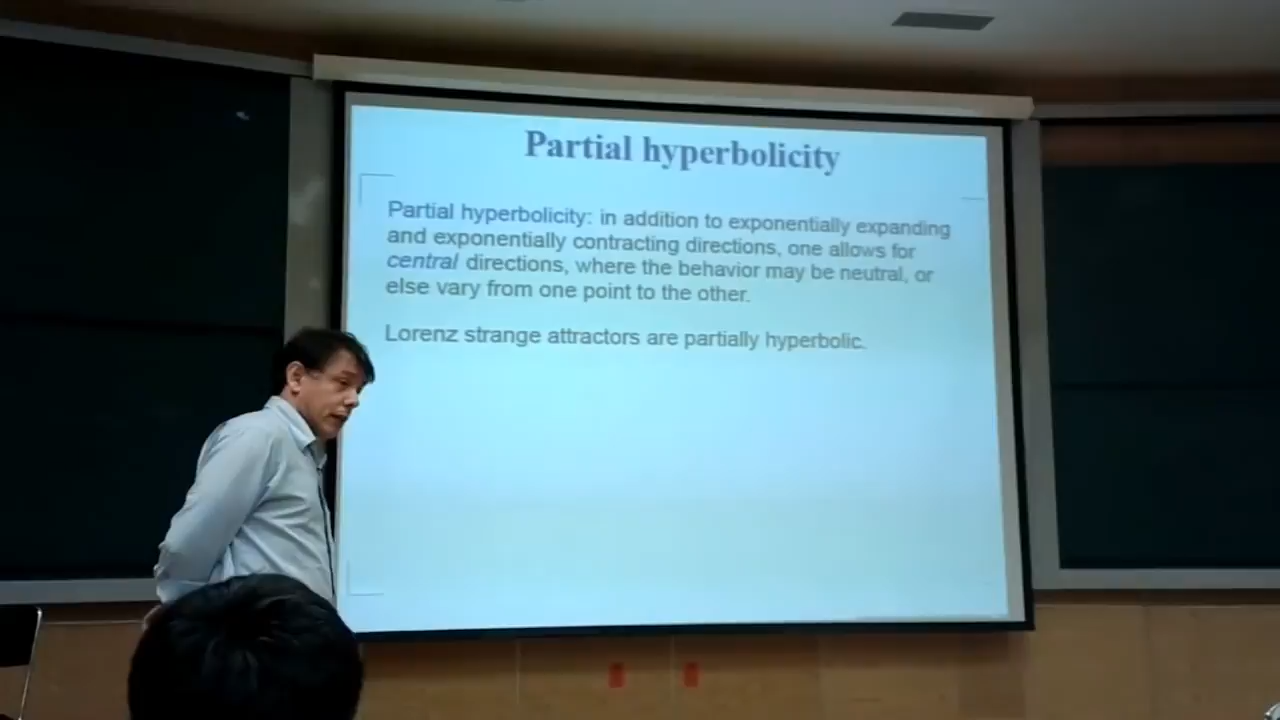 Partial hyperbolicity
Partial hyperbolicity: in addition to exponentially expanding
and exponentially contracting directions, one allows for
central directions, where the behavior may be neutral, or
else vary from one point to the other.
Lorenz strange attractors are partially hyperbolic.